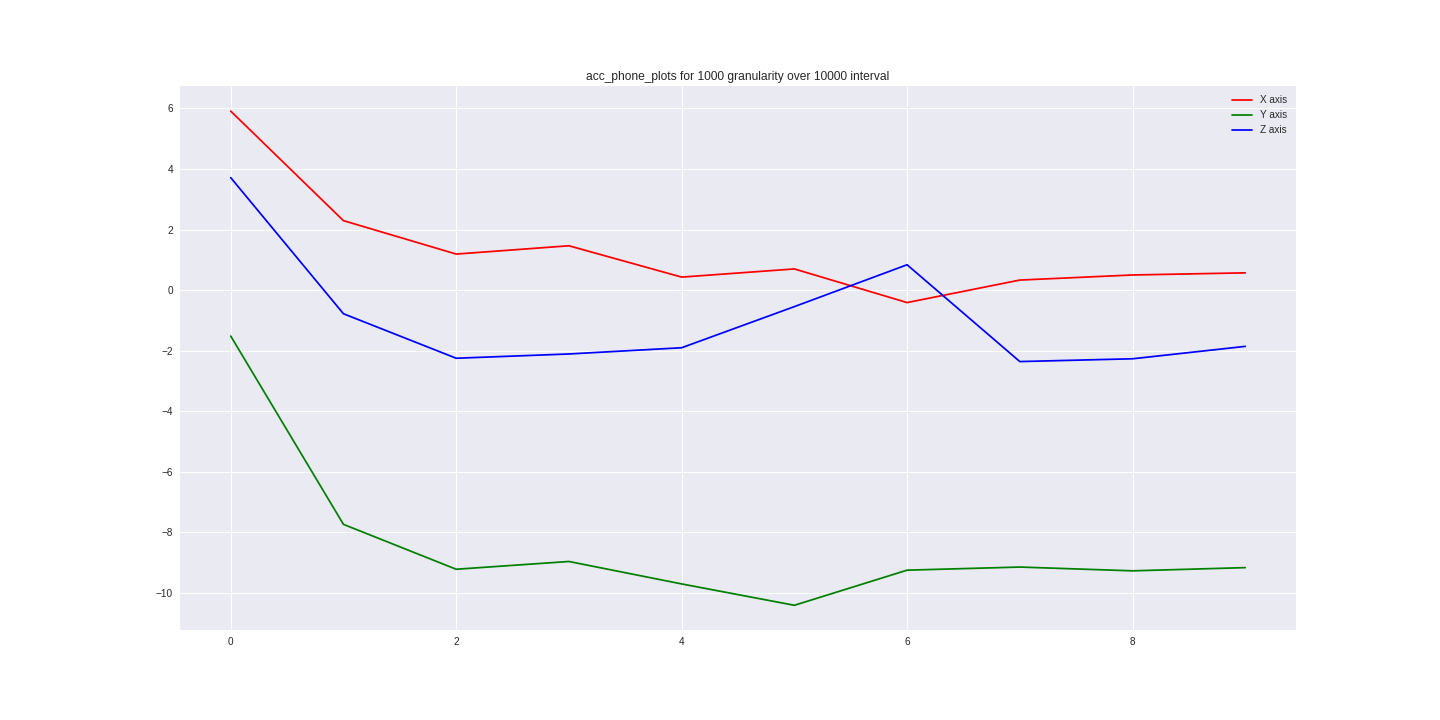 acc_phone_plots for 1000 granularity over 10000 interval
X axis
Y axis
Z axis
6
4
2
0
−2
−4
−6
−8
−10
0 2 4 6 8